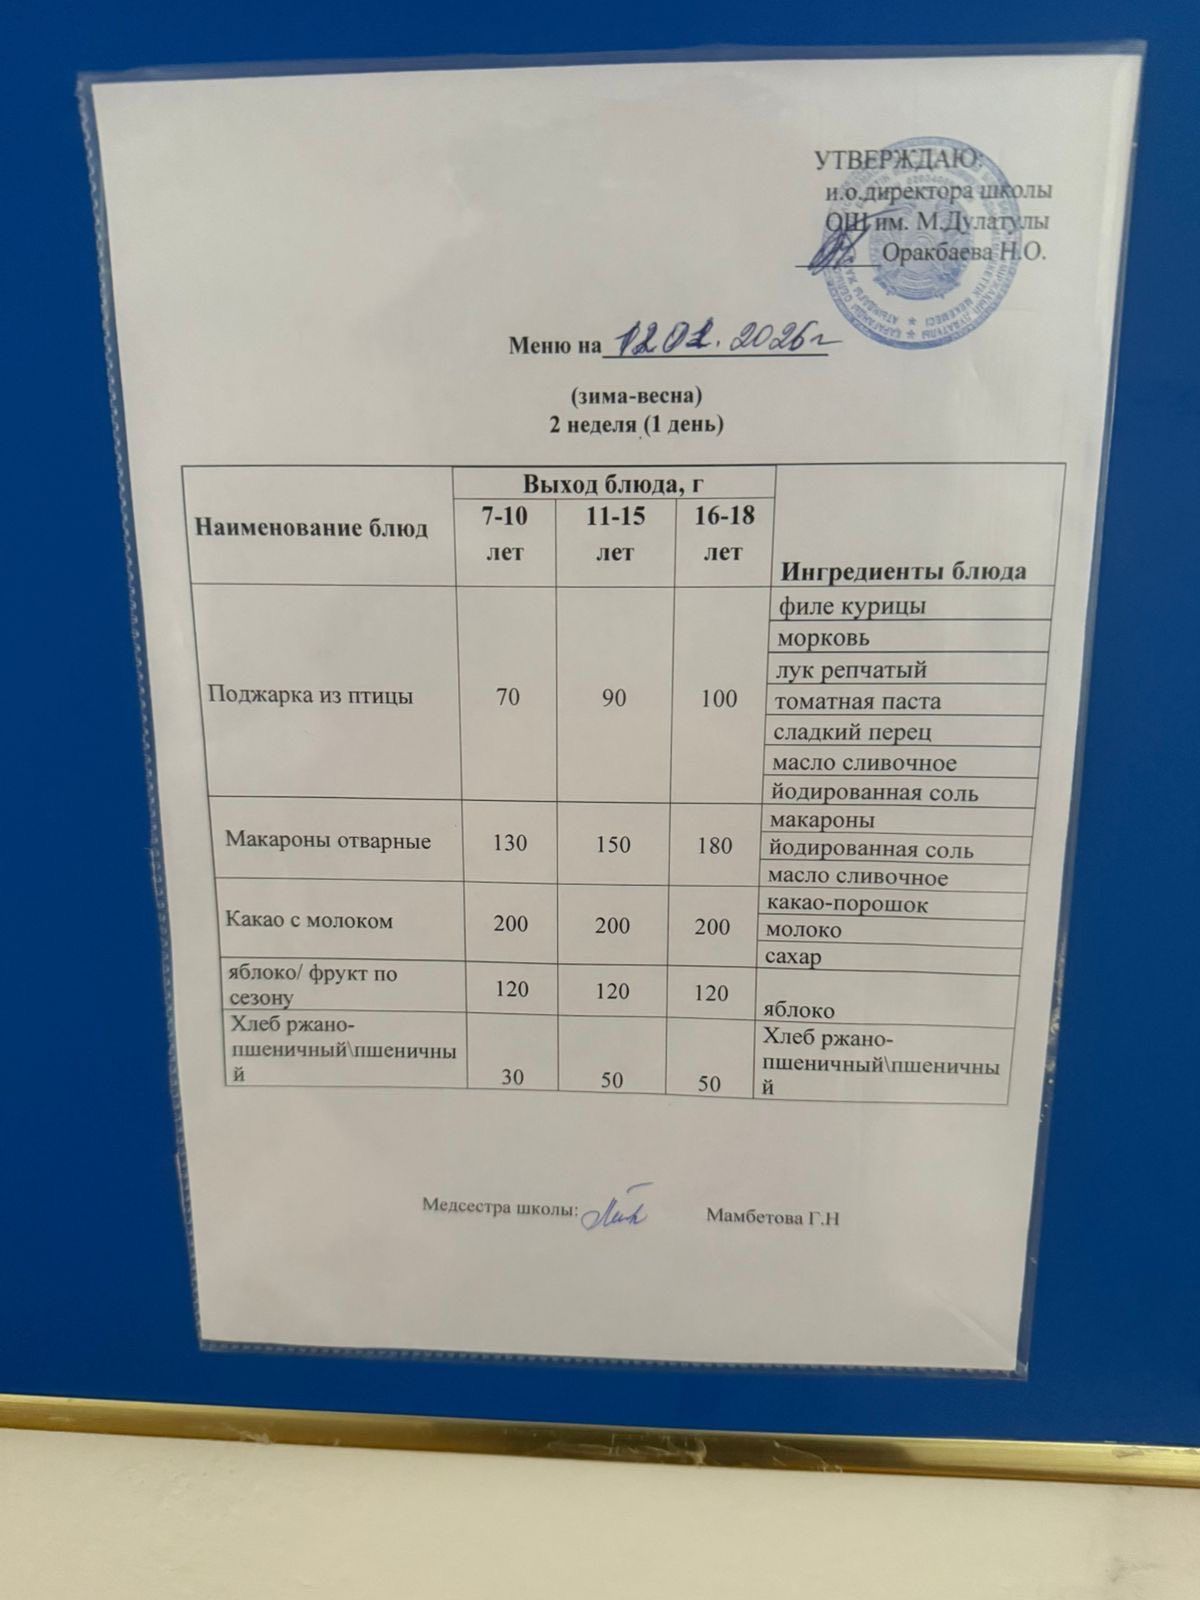 УТВЕРЖДАЮ:
и.о.директора школы
ОШ им. М.Дулатулы
Оракбаева Н.О.
Меню на 12.01.2026г
(зима-весна)
2 неделя (1 день)
Наименование блюд
Выход блюда, г
7-10 лет
11-15 лет
16-18 лет
Ингредиенты блюда
Поджарка из птицы
70
90
100
филе курицы
морковь
лук репчатый
томатная паста
сладкий перец
масло сливочное
йодированная соль
Макароны отварные
130
150
180
макароны
йодированная соль
масло сливочное
Какао с молоком
200
200
200
какао-порошок
молоко
сахар
яблоко/ фрукт по
сезону
120
120
120
яблоко
Хлеб ржано-
пшеничный\пшеничны
й
30
50
50
Хлеб ржано-
пшеничный\пшеничны
й
Медсестра школы:
Мамбетова Г.Н